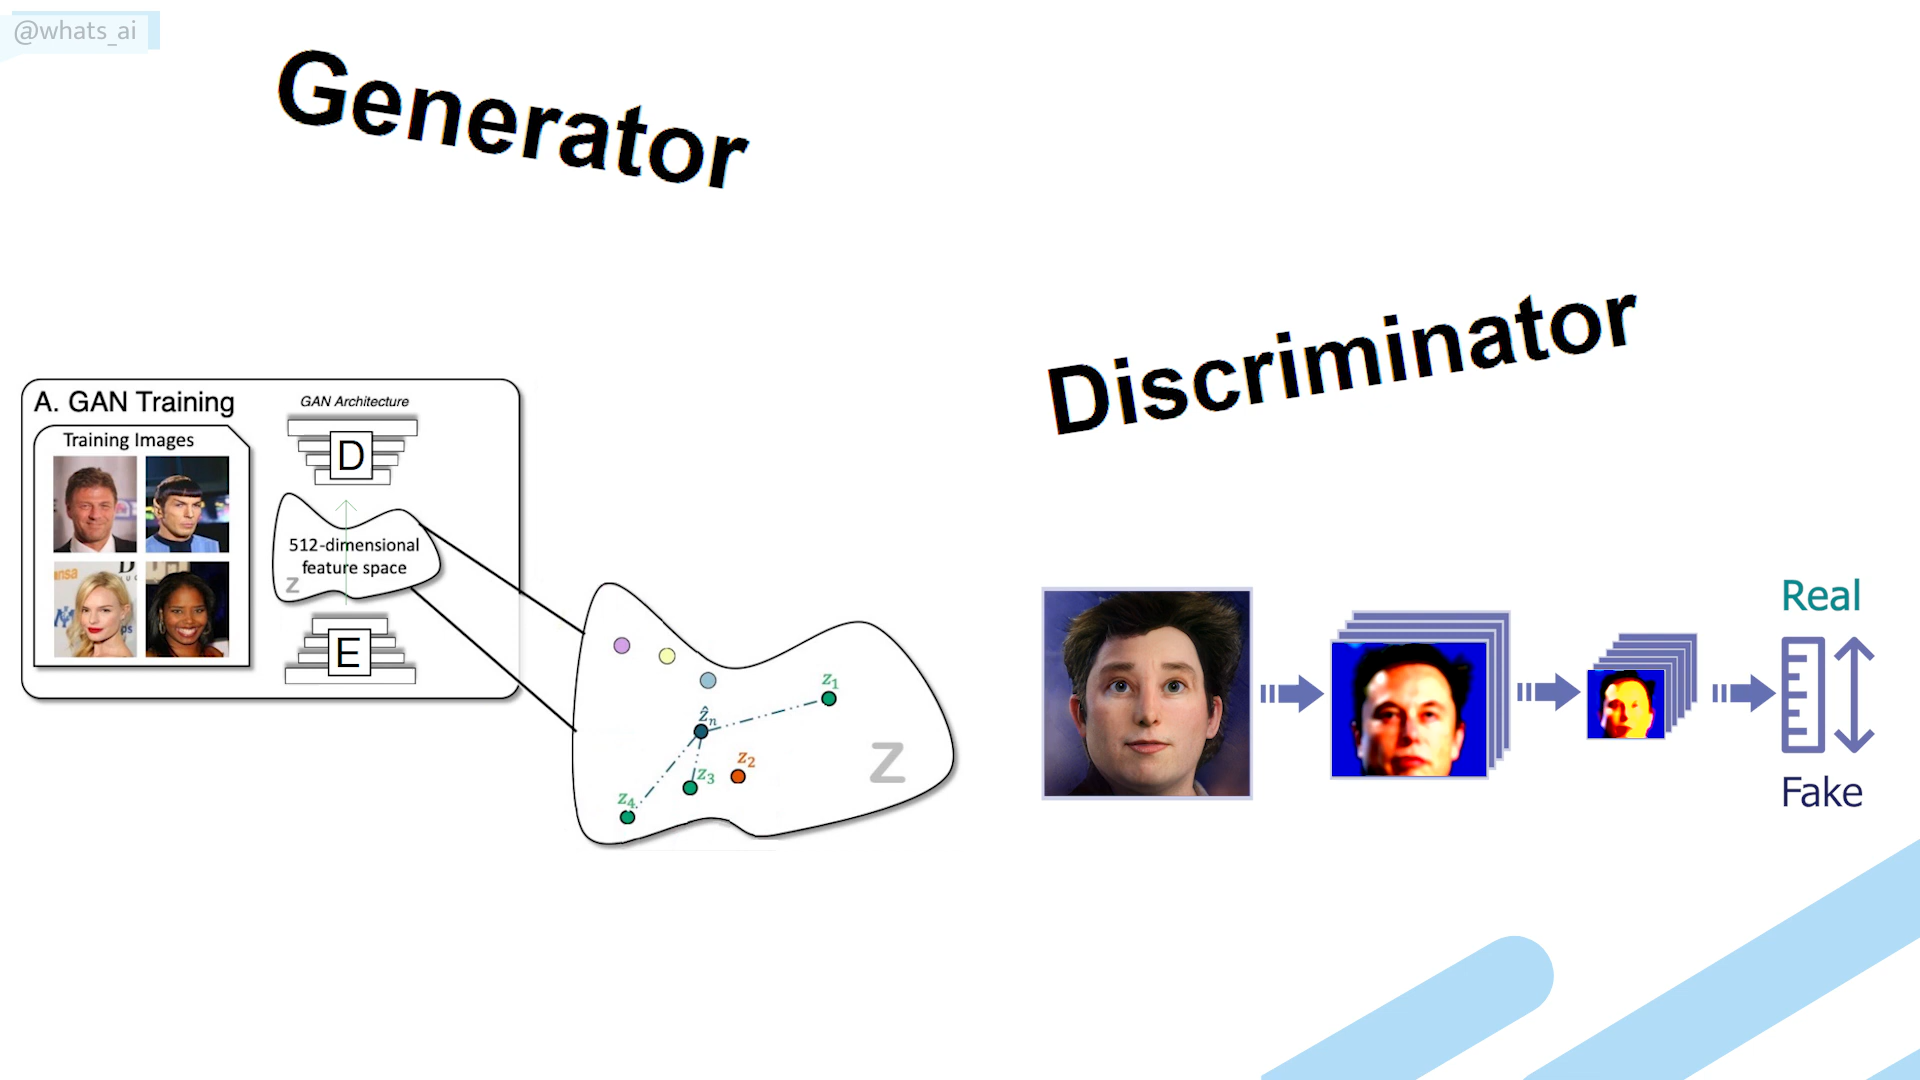 @whats_ai
Generator
Discriminator
A. GAN Training
Training Images
GAN Architecture
D
512-dimensional
feature space
z
E
z1
ẑn
z2
z3
z4
Z
Real
Fake